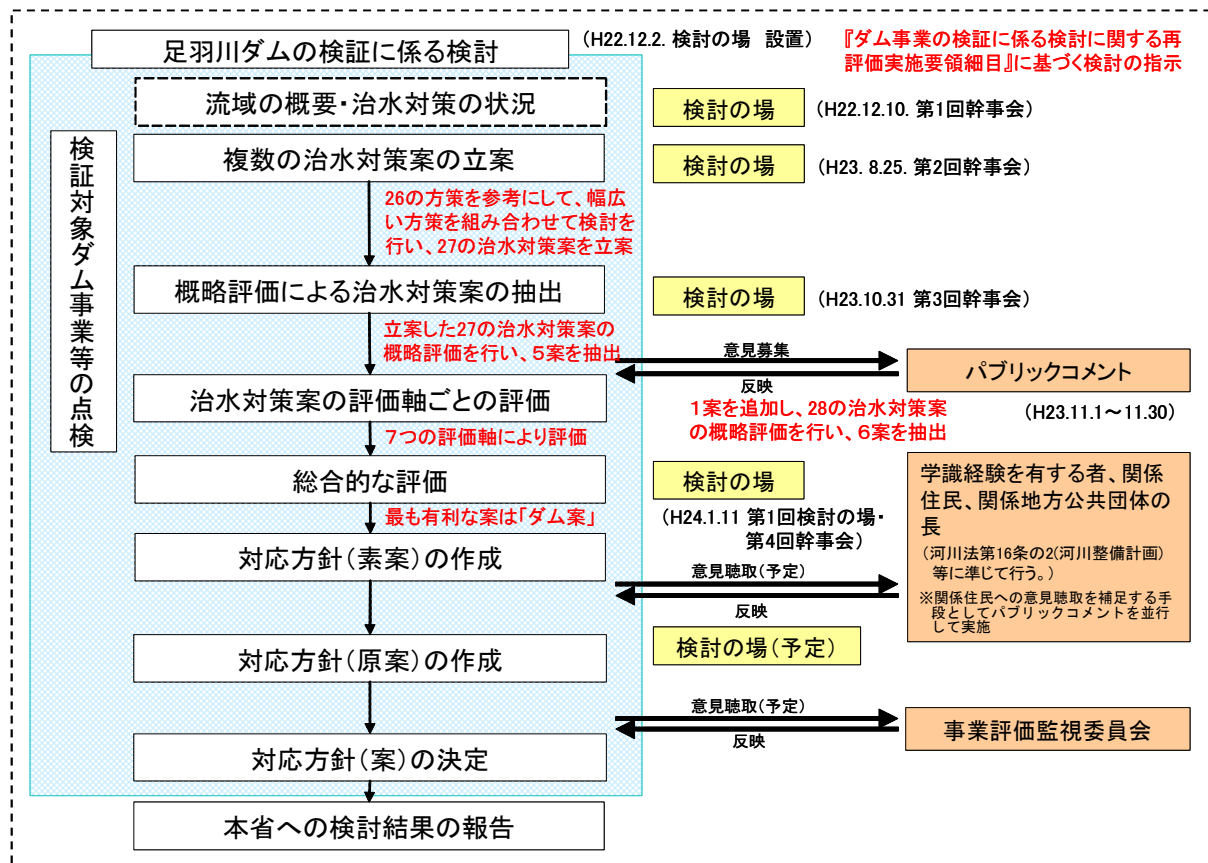 足羽川ダムの検証に係る検討
(H22.12.2. 検討の場 設置)
『ダム事業の検証に係る検討に関する再
評価実施要領細目』に基づく検討の指示
流域の概要・治水対策の状況
検討の場
(H22.12.10. 第1回幹事会)
検証対象ダム事業等の点検
複数の治水対策案の立案
検討の場
(H23. 8.25. 第2回幹事会)
26の方策を参考にして、幅広
い方策を組み合わせて検討を
行い、27の治水対策案を立案
概略評価による治水対策案の抽出
検討の場
(H23.10.31 第3回幹事会)
立案した27の治水対策案の
概略評価を行い、5案を抽出
意見募集
反映
パブリックコメント
(H23.11.1～11.30)
治水対策案の評価軸ごとの評価
1案を追加し、28の治水対策案
の概略評価を行い、6案を抽出
7つの評価軸により評価
総合的な評価
検討の場
(H24.1.11 第1回検討の場・
第4回幹事会)
学識経験を有する者、関係
住民、関係地方公共団体の
長
(河川法第16条の2(河川整備計画)
等に準じて行う。)
※関係住民への意見聴取を補足する手
段としてパブリックコメントを並行
して実施
最も有利な案は「ダム案」
対応方針(素案)の作成
意見聴取(予定)
反映
対応方針(原案)の作成
検討の場(予定)
意見聴取(予定)
反映
事業評価監視委員会
対応方針(案)の決定
本省への検討結果の報告